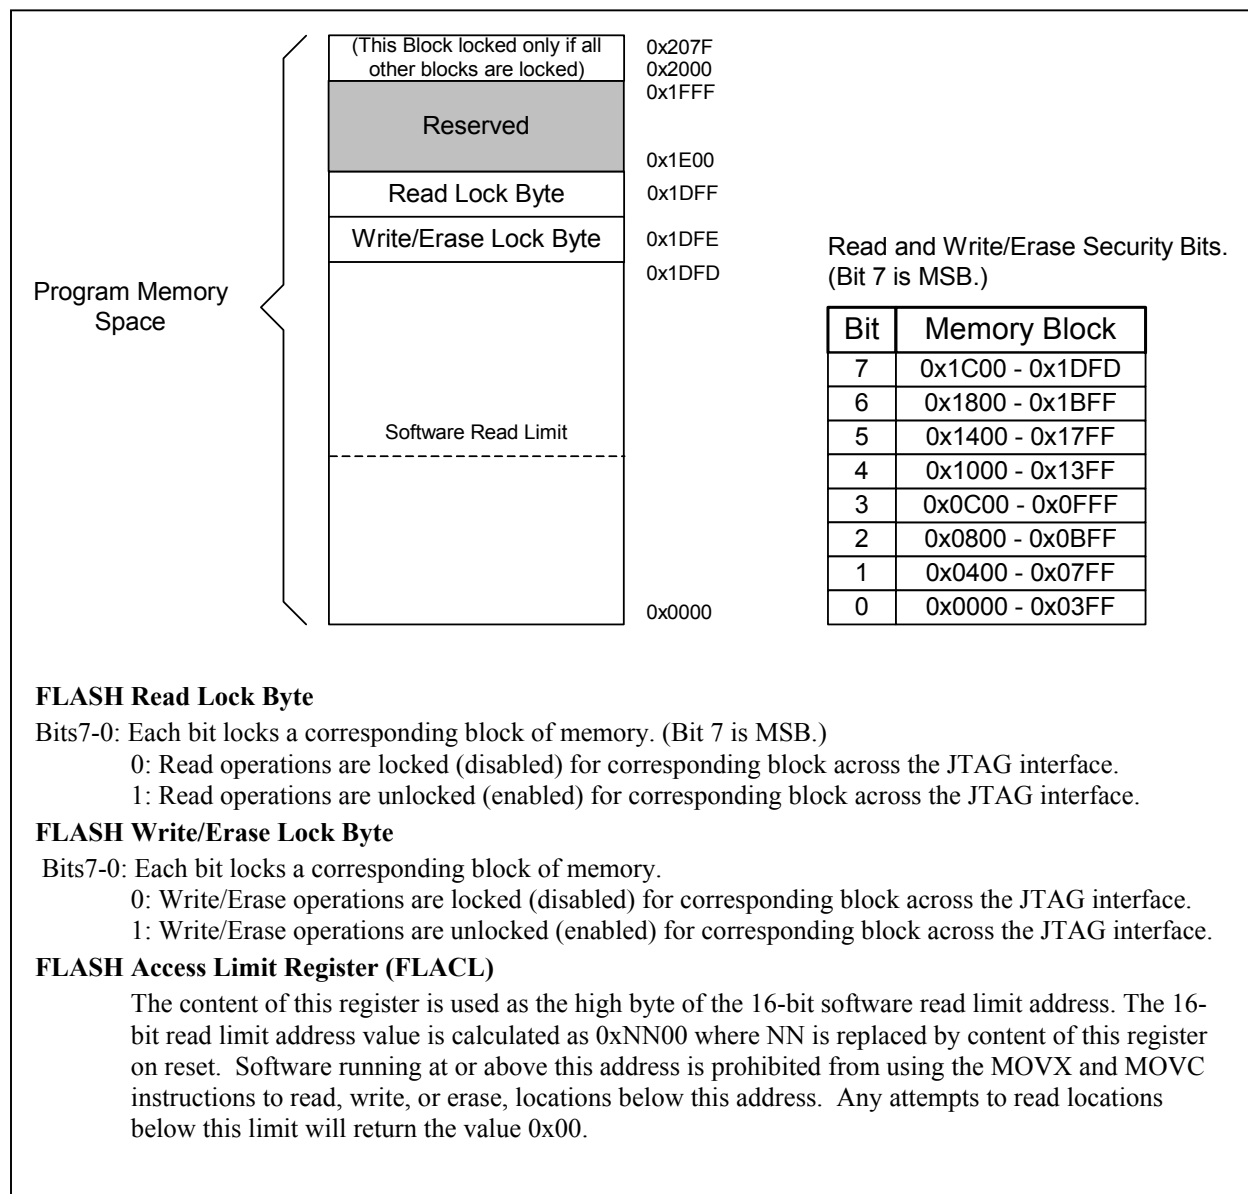 (This Block locked only if all
other blocks are locked)
0x207F
0x2000
0x1FFF
Reserved
0x1E00
Read Lock Byte
0x1DFF
Write/Erase Lock Byte
0x1DFE
0x1DFD
Program Memory
Space
Software Read Limit
0x0000
Read and Write/Erase Security Bits.
(Bit 7 is MSB.)
Bit Memory Block
7 0x1C00 - 0x1DFD
6 0x1800 - 0x1BFF
5 0x1400 - 0x17FF
4 0x1000 - 0x13FF
3 0x0C00 - 0x0FFF
2 0x0800 - 0x0BFF
1 0x0400 - 0x07FF
0 0x0000 - 0x03FF
FLASH Read Lock Byte
Bits7-0: Each bit locks a corresponding block of memory. (Bit 7 is MSB.)
0: Read operations are locked (disabled) for corresponding block across the JTAG interface.
1: Read operations are unlocked (enabled) for corresponding block across the JTAG interface.
FLASH Write/Erase Lock Byte
Bits7-0: Each bit locks a corresponding block of memory.
0: Write/Erase operations are locked (disabled) for corresponding block across the JTAG interface.
1: Write/Erase operations are unlocked (enabled) for corresponding block across the JTAG interface.
FLASH Access Limit Register (FLACL)
The content of this register is used as the high byte of the 16-bit software read limit address. The 16-
bit read limit address value is calculated as 0xNN00 where NN is replaced by content of this register
on reset. Software running at or above this address is prohibited from using the MOVX and MOVC
instructions to read, write, or erase, locations below this address. Any attempts to read locations
below this limit will return the value 0x00.